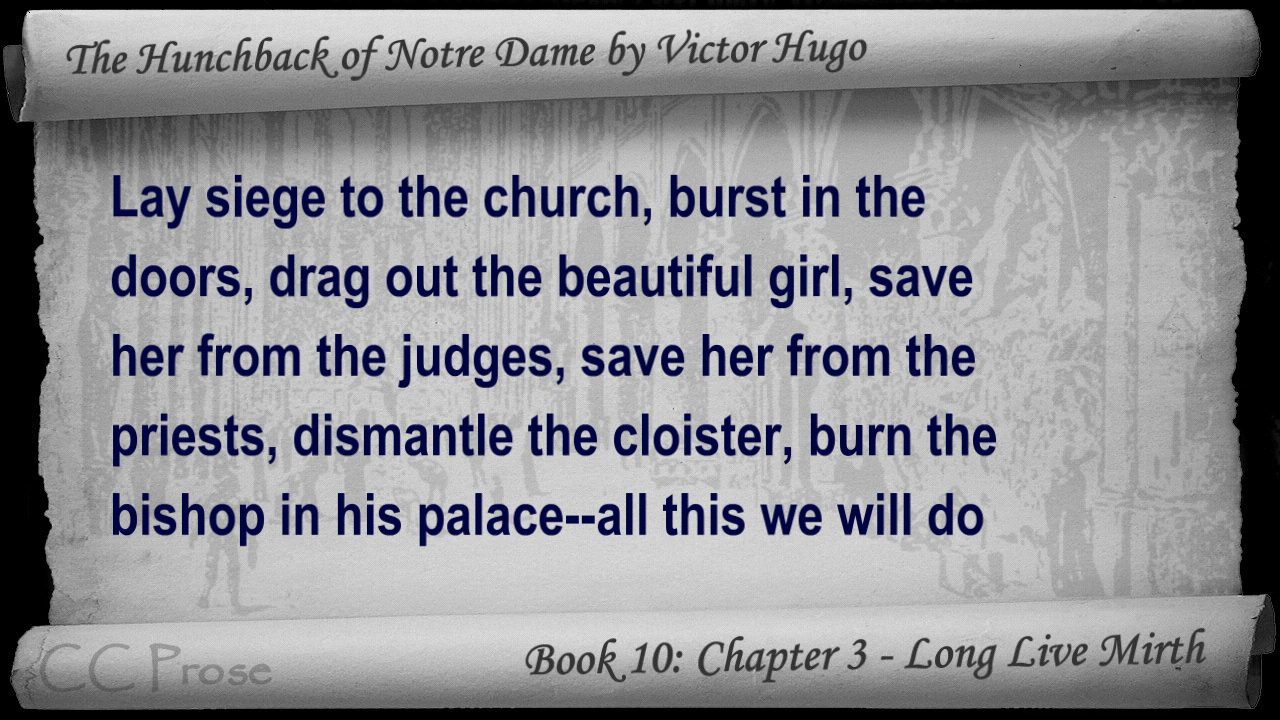 The Hunchback of Notre Dame by Victor Hugo
Lay siege to the church, burst in the
doors, drag out the beautiful girl, save
her from the judges, save her from the
priests, dismantle the cloister, burn the
bishop in his palace--all this we will do
CC Prose
Book 10: Chapter 3 - Long Live Mirth